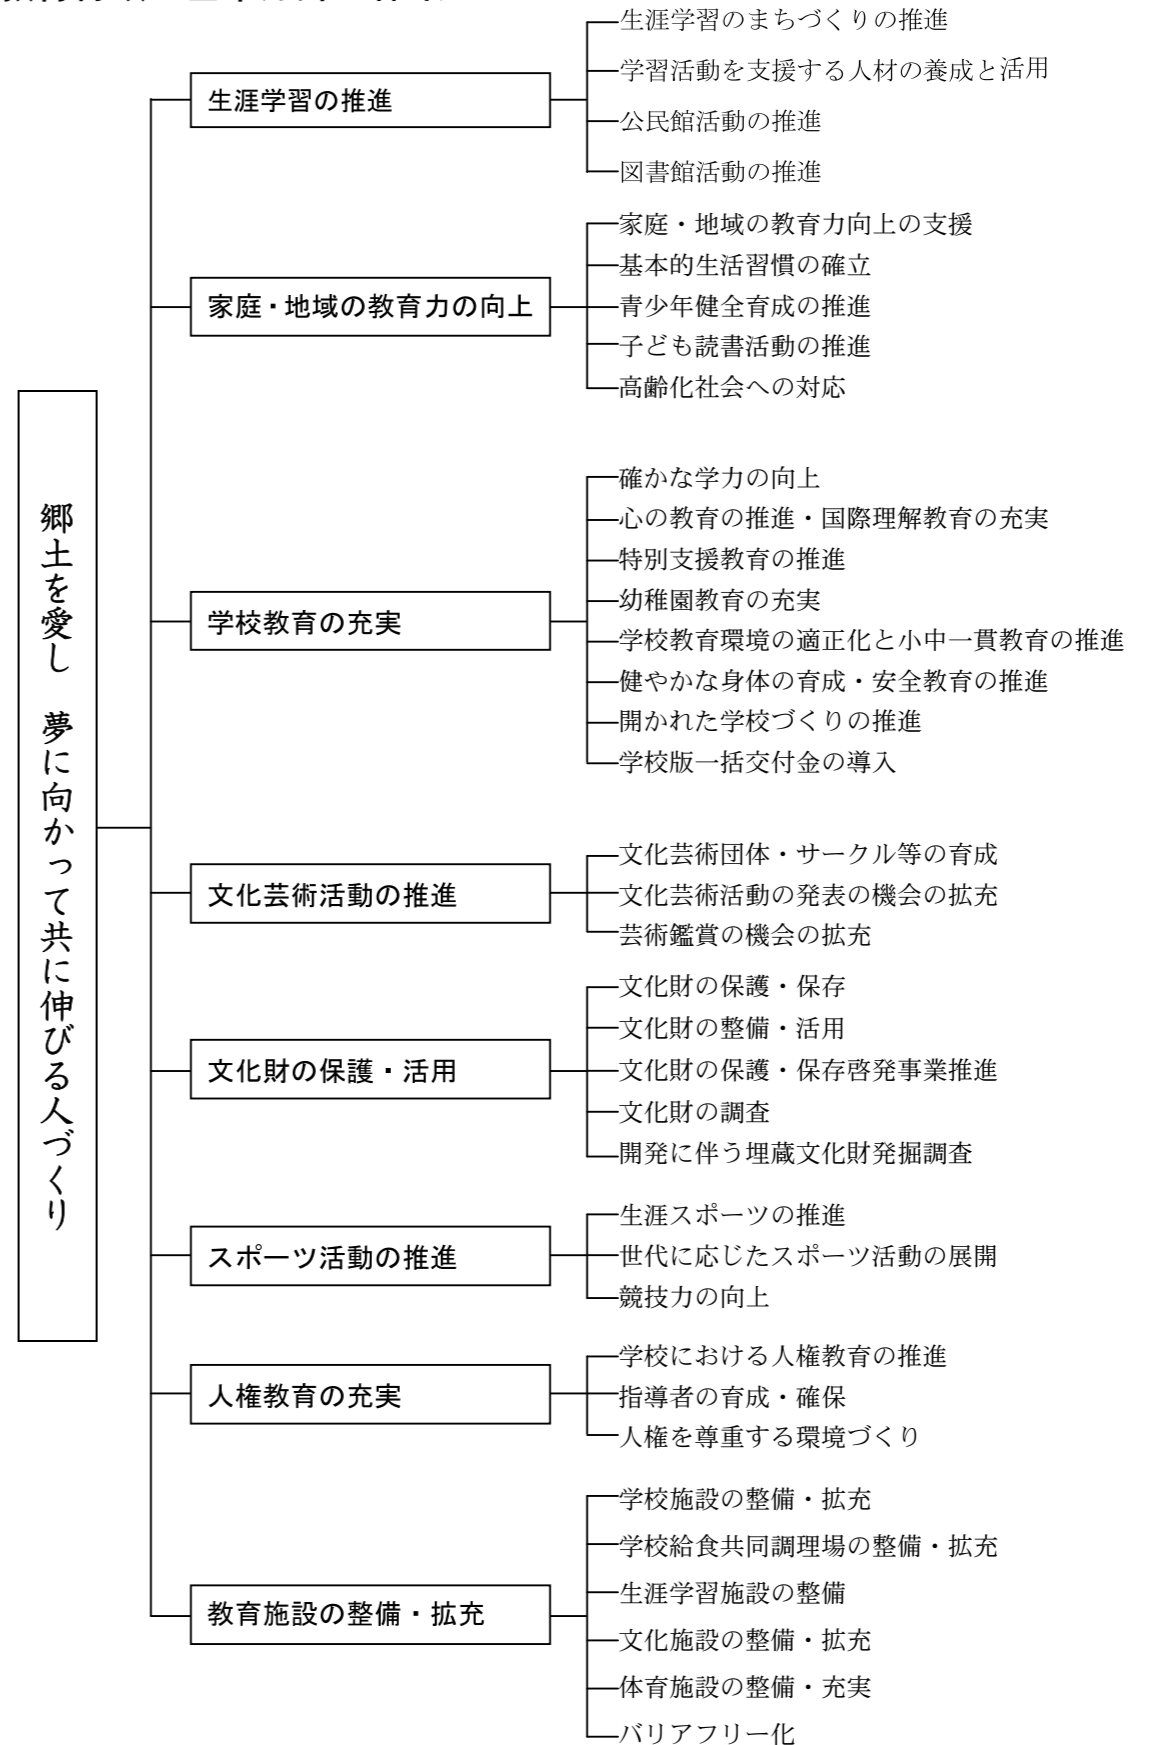 郷土を愛し　夢に向かって共に伸びる人づくり
生涯学習の推進
生涯学習のまちづくりの推進
学習活動を支援する人材の養成と活用
公民館活動の推進
図書館活動の推進
家庭・地域の教育力の向上
家庭・地域の教育力向上の支援
基本的生活習慣の確立
青少年健全育成の推進
子ども読書活動の推進
高齢化社会への対応
学校教育の充実
確かな学力の向上
心の教育の推進・国際理解教育の充実
特別支援教育の推進
幼稚園教育の充実
学校教育環境の適正化と小中一貫教育の推進
健やかな身体の育成・安全教育の推進
開かれた学校づくりの推進
学校版一括交付金の導入
文化芸術活動の推進
文化芸術団体・サークル等の育成
文化芸術活動の発表の機会の拡充
芸術鑑賞の機会の拡充
文化財の保護・活用
文化財の保護・保存
文化財の整備・活用
文化財の保護・保存啓発事業推進
文化財の調査
開発に伴う埋蔵文化財発掘調査
スポーツ活動の推進
生涯スポーツの推進
世代に応じたスポーツ活動の展開
競技力の向上
人権教育の充実
学校における人権教育の推進
指導者の育成・確保
人権を尊重する環境づくり
教育施設の整備・拡充
学校施設の整備・拡充
学校給食共同調理場の整備・拡充
生涯学習施設の整備
文化施設の整備・拡充
体育施設の整備・充実
バリアフリー化